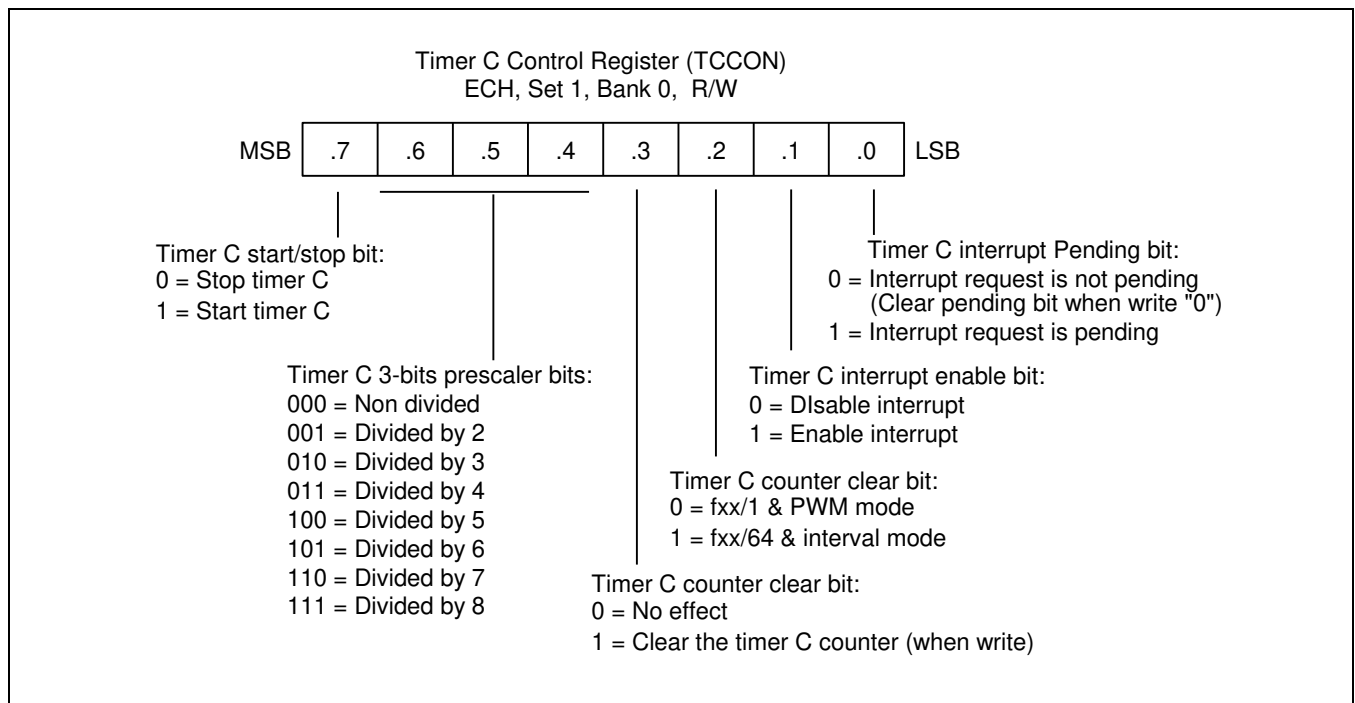 Timer C Control Register (TCCON)
ECH, Set 1, Bank 0, R/W
MSB .7 .6 .5 .4 .3 .2 .1 .0 LSB
Timer C start/stop bit:
0 = Stop timer C
1 = Start timer C
Timer C interrupt Pending bit:
0 = Interrupt request is not pending
(Clear pending bit when write "0")
1 = Interrupt request is pending
Timer C 3-bits prescaler bits:
000 = Non divided
001 = Divided by 2
010 = Divided by 3
011 = Divided by 4
100 = Divided by 5
101 = Divided by 6
110 = Divided by 7
111 = Divided by 8
Timer C interrupt enable bit:
0 = DIsable interrupt
1 = Enable interrupt
Timer C counter clear bit:
0 = fxx/1 & PWM mode
1 = fxx/64 & interval mode
Timer C counter clear bit:
0 = No effect
1 = Clear the timer C counter (when write)